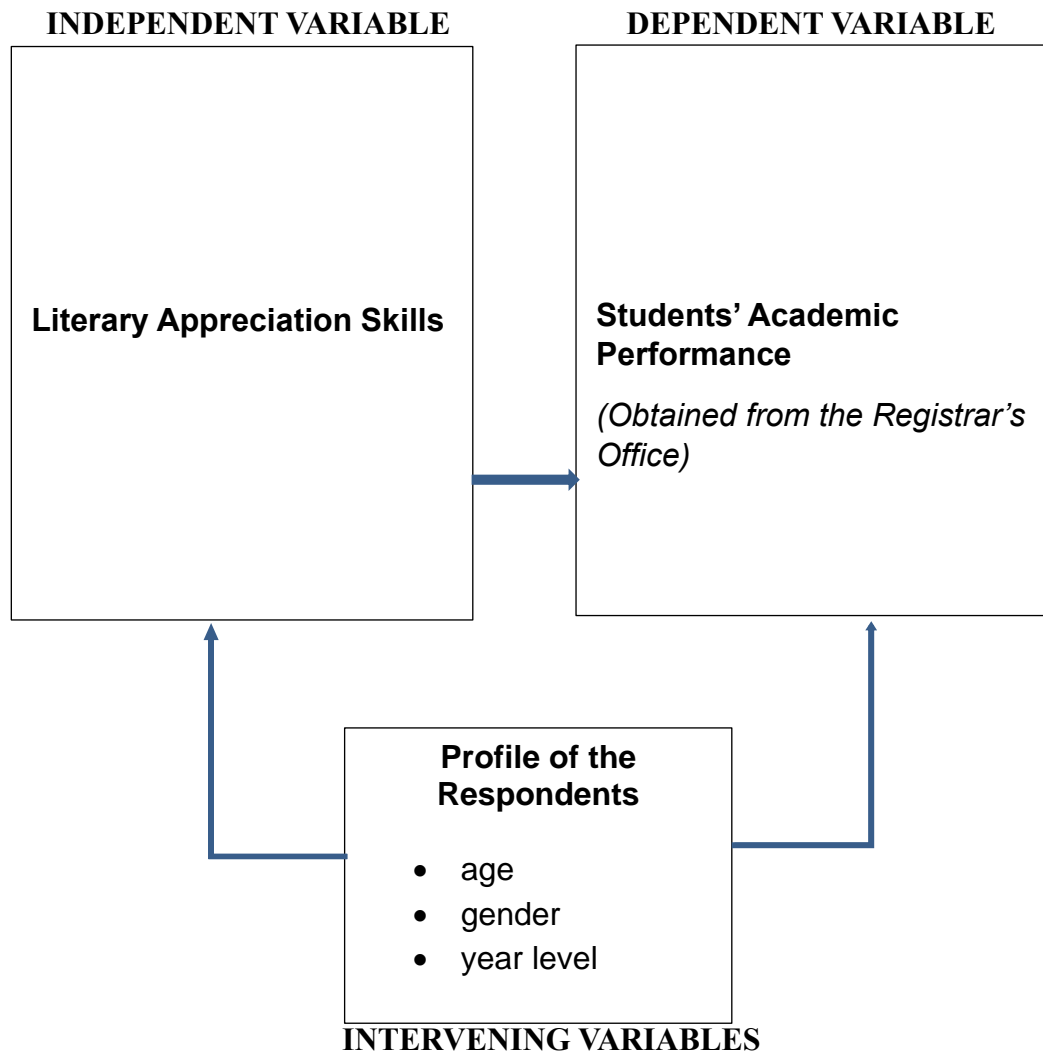 INDEPENDENT VARIABLE
DEPENDENT VARIABLE
Literary Appreciation Skills
Students’ Academic
Performance
(Obtained from the Registrar’s
Office)
Profile of the
Respondents
• age
• gender
• year level
INTERVENING VARIABLES